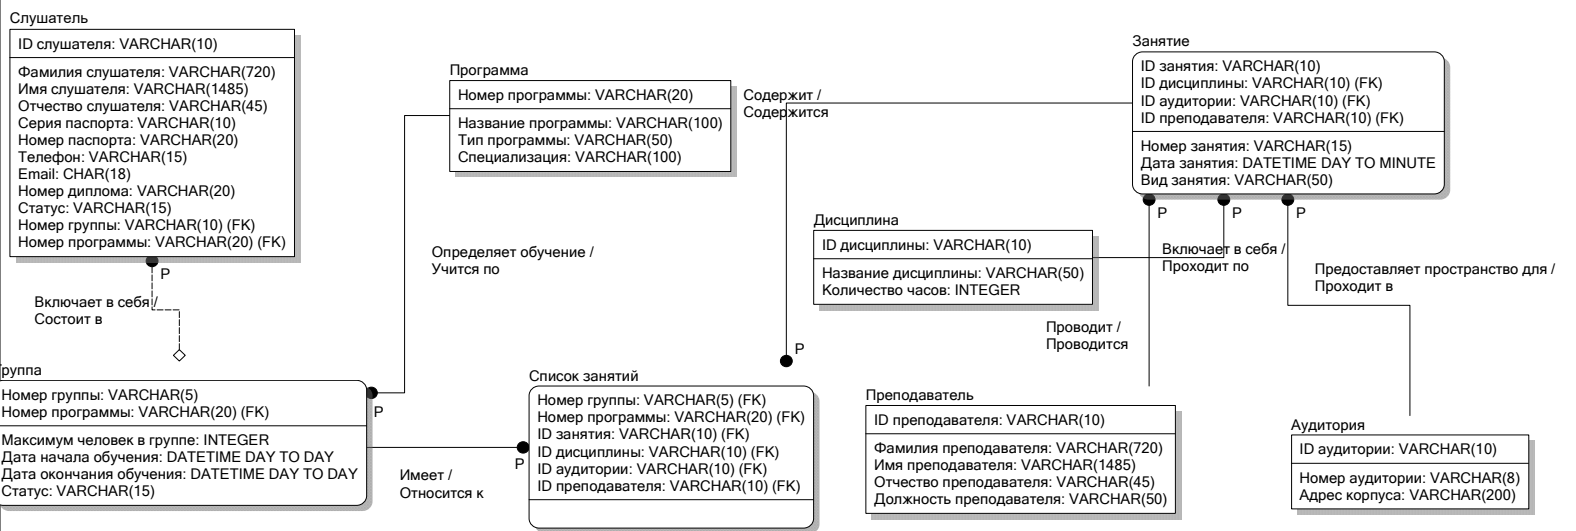 Слушатель
ID слушателя: VARCHAR(10)
Фамилия слушателя: VARCHAR(720)
Имя слушателя: VARCHAR(1485)
Отчество слушателя: VARCHAR(45)
Серия паспорта: VARCHAR(10)
Номер паспорта: VARCHAR(20)
Телефон: VARCHAR(15)
Email: CHAR(18)
Номер диплома: VARCHAR(20)
Статус: VARCHAR(15)
Номер группы: VARCHAR(10) (FK)
Номер программы: VARCHAR(20) (FK)
P
Включает в себя /
Состоит в
руппа
Номер группы: VARCHAR(5)
Номер программы: VARCHAR(20) (FK)
Максимум человек в группе: INTEGER
Дата начала обучения: DATETIME DAY TO DAY
Дата окончания обучения: DATETIME DAY TO DAY
Статус: VARCHAR(15)
P
Программа
Номер программы: VARCHAR(20)
Название программы: VARCHAR(100)
Тип программы: VARCHAR(50)
Специализация: VARCHAR(100)
Определяет обучение /
Учится по
Имеет /
Относится к
P
Список занятий
Номер группы: VARCHAR(5) (FK)
Номер программы: VARCHAR(20) (FK)
ID занятия: VARCHAR(10) (FK)
ID дисциплины: VARCHAR(10) (FK)
ID аудитории: VARCHAR(10) (FK)
ID преподавателя: VARCHAR(10) (FK)
Содержит /
Содержится
P
Дисциплина
ID дисциплины: VARCHAR(10)
Название дисциплины: VARCHAR(50)
Количество часов: INTEGER
Занятие
ID занятия: VARCHAR(10)
ID дисциплины: VARCHAR(10) (FK)
ID аудитории: VARCHAR(10) (FK)
ID преподавателя: VARCHAR(10) (FK)
Номер занятия: VARCHAR(15)
Дата занятия: DATETIME DAY TO MINUTE
Вид занятия: VARCHAR(50)
P
P
P
Включает в себя /
Проходит по
Предоставляет пространство для /
Проходит в
Проводит /
Проводится
Преподаватель
ID преподавателя: VARCHAR(10)
Фамилия преподавателя: VARCHAR(720)
Имя преподавателя: VARCHAR(1485)
Отчество преподавателя: VARCHAR(45)
Должность преподавателя: VARCHAR(50)
Аудитория
ID аудитории: VARCHAR(10)
Номер аудитории: VARCHAR(8)
Адрес корпуса: VARCHAR(200)